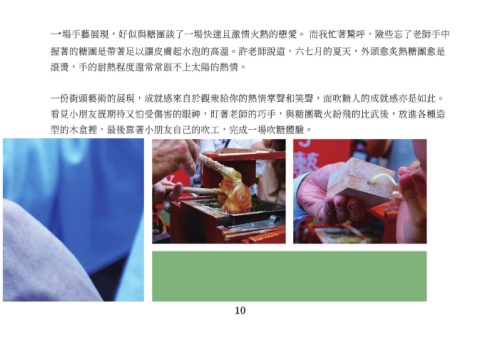 一場手藝展現，好似與糖團談了一場快速且激情火熱的戀愛。 而我忙著驚呼，險些忘了老師手中
握著的糖團是帶著足以讓皮膚起水泡的高溫。許老師說道，六七月的夏天，外頭愈炙熱糖團愈是
滾燙，手的耐熱程度還常常跟不上太陽的熱情。
一份街頭藝術的展現，成就感來自於觀眾給你的熱情掌聲和笑聲，而吹糖人的成就感亦是如此。
看見小朋友既期待又怕受傷害的眼神，盯著老師的巧手，與糖團戰火紛飛的比武後，放進各種造
型的木盒裡，最後靠著小朋友自己的吹工，完成一場吹糖體驗。
10